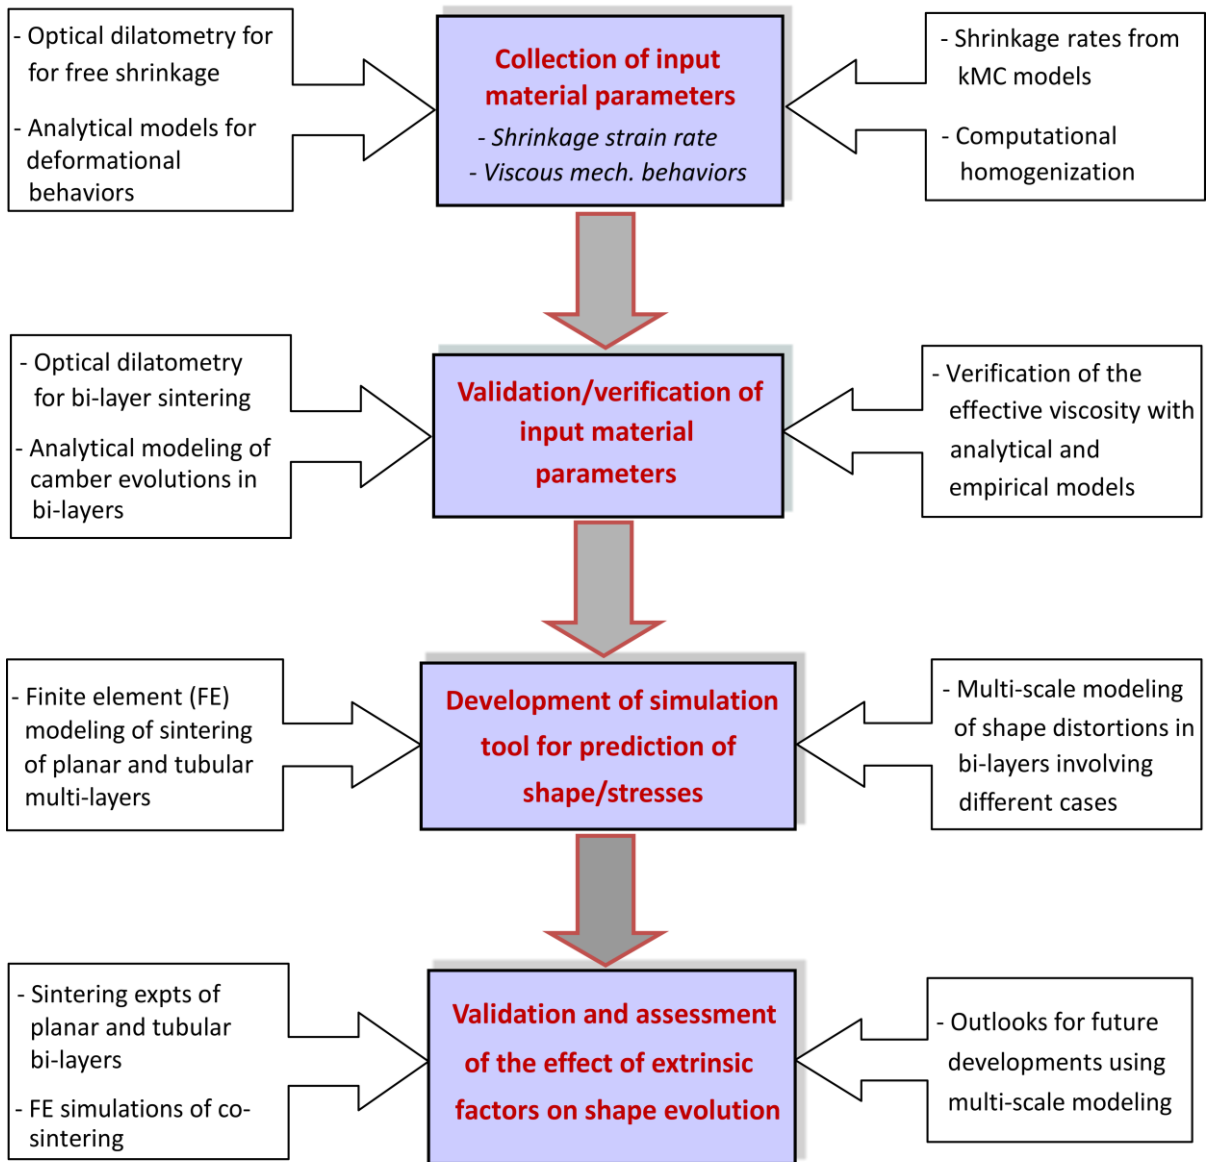 - Optical dilatometry for
for free shrinkage
- Analytical models for
deformational
behaviors
Collection of input
material parameters
- Shrinkage strain rate
- Viscous mech. behaviors
- Shrinkage rates from
kMC models
- Computational
homogenization
- Optical dilatometry
for bi-layer sintering
- Analytical modeling of
camber evolutions in
bi-layers
Validation/verification of
input material
parameters
- Verification of the
effective viscosity with
analytical and
empirical models
- Finite element (FE)
modeling of sintering
of planar and tubular
multi-layers
Development of simulation
tool for prediction of
shape/stresses
- Multi-scale modeling
of shape distortions in
bi-layers involving
different cases
- Sintering expts of
planar and tubular
bi-layers
- FE simulations of co-
sintering
Validation and assessment
of the effect of extrinsic
factors on shape evolution
- Outlooks for future
developments using
multi-scale modeling